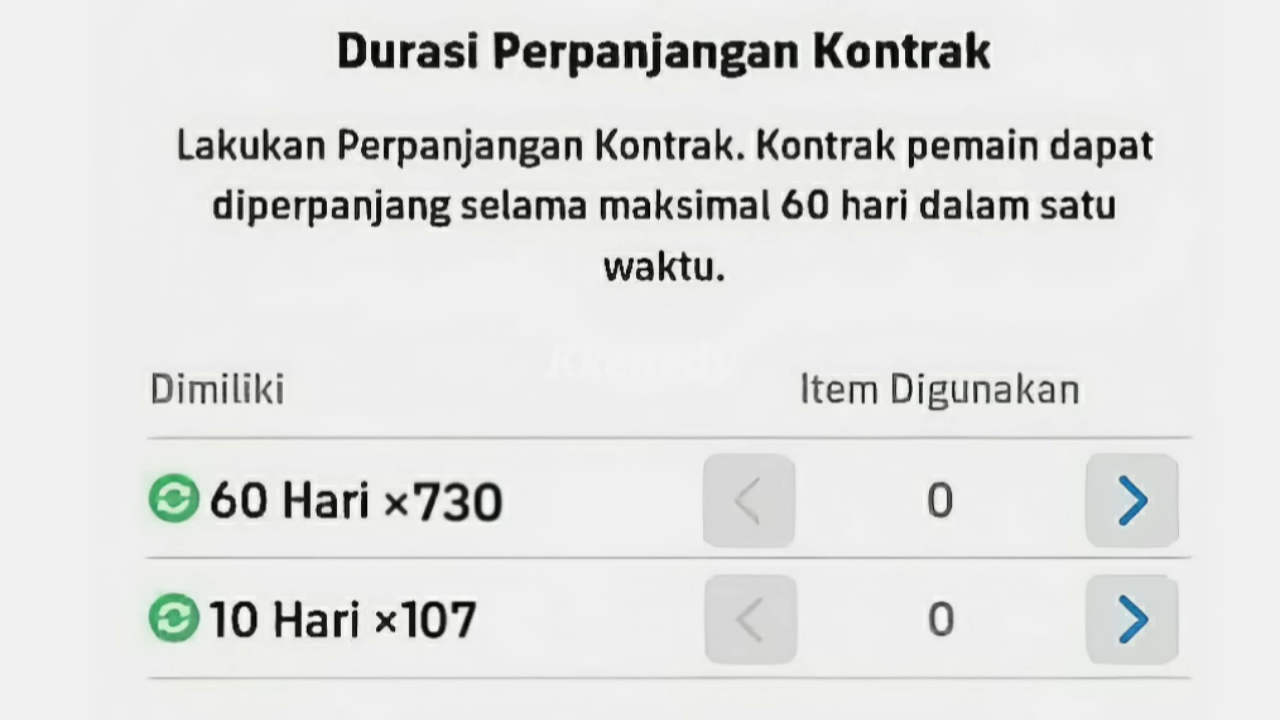 Durasi Perpanjangan Kontrak
Lakukan Perpanjangan Kontrak. Kontrak pemain dapat
diperpanjang selama maksimal 60 hari dalam satu
waktu.
Kkenedy
Dimiliki
Item Digunakan
60 Hari ×730
0
10 Hari ×107
0